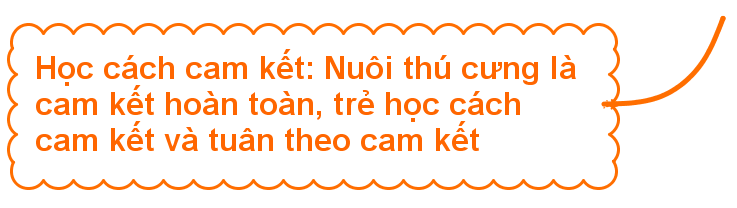 Học cách cam kết: Nuôi thú cưng là
cam kết hoàn toàn, trẻ học cách
cam kết và tuân theo cam kết